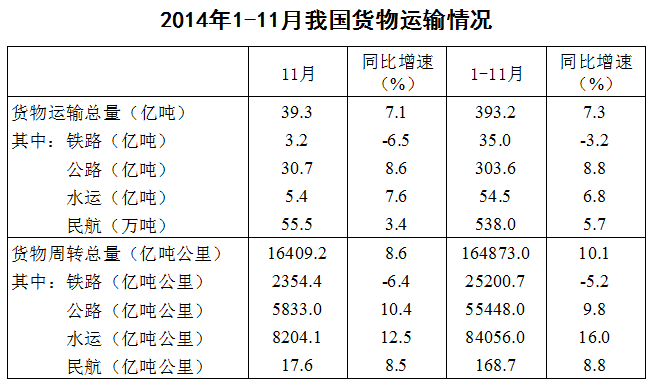 2014年1-11月我国货物运输情况
11月 同比增速（%） 1-11月 同比增速（%）
货物运输总量（亿吨） 39.3 7.1 393.2 7.3
其中：铁路（亿吨） 3.2 -6.5 35.0 -3.2
公路（亿吨） 30.7 8.6 303.6 8.8
水运（亿吨） 5.4 7.6 54.5 6.8
民航（万吨） 55.5 3.4 538.0 5.7
货物周转总量（亿吨公里） 16409.2 8.6 164873.0 10.1
其中：铁路（亿吨公里） 2354.4 -6.4 25200.7 -5.2
公路（亿吨公里） 5833.0 10.4 55448.0 9.8
水运（亿吨公里） 8204.1 12.5 84056.0 16.0
民航（亿吨公里） 17.6 8.5 168.7 8.8